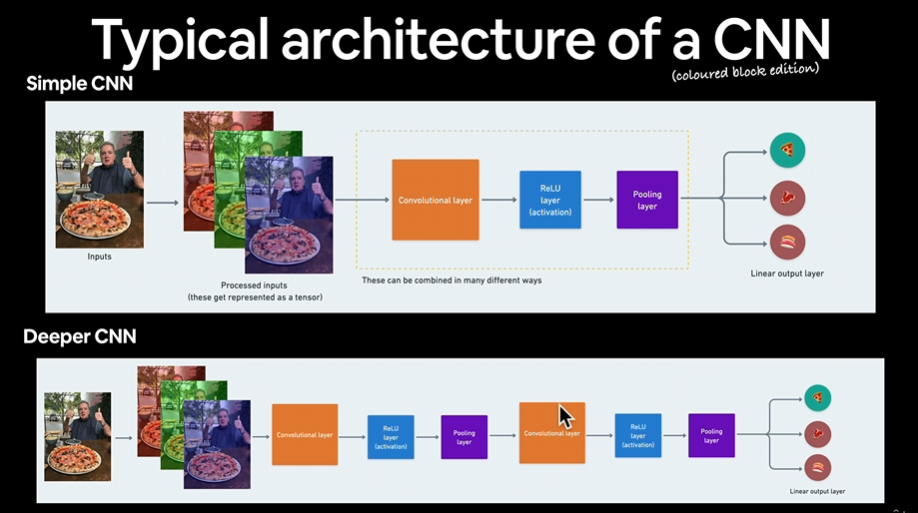 Typical architecture of a CNN
(coloured block edition)
Simple CNN
Inputs
Processed inputs
(these get represented as a tensor)
Convolutional layer
ReLU
layer
(activation)
Pooling
layer
These can be combined in many different ways
Linear output layer
Deeper CNN
Convolutional layer
ReLU
layer
(activation)
Pooling
layer
Convolutional layer
ReLU
layer
(activation)
Pooling
layer
Linear output layer